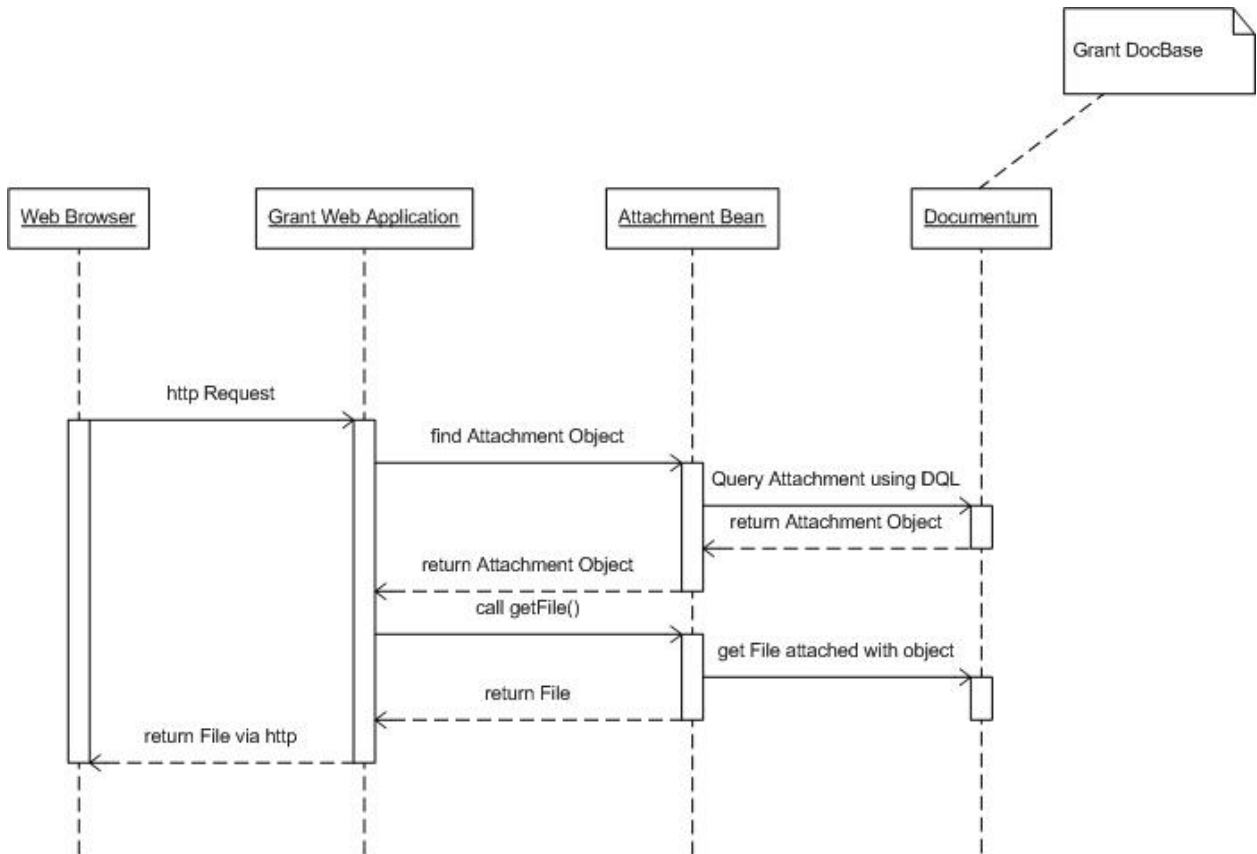 Grant DocBase
Web Browser
Grant Web Application
Attachment Bean
Documentum
http Request
find Attachment Object
Query Attachment using DQL
return Attachment Object
return Attachment Object
call getFile()
get File attached with object
return File
return File via http